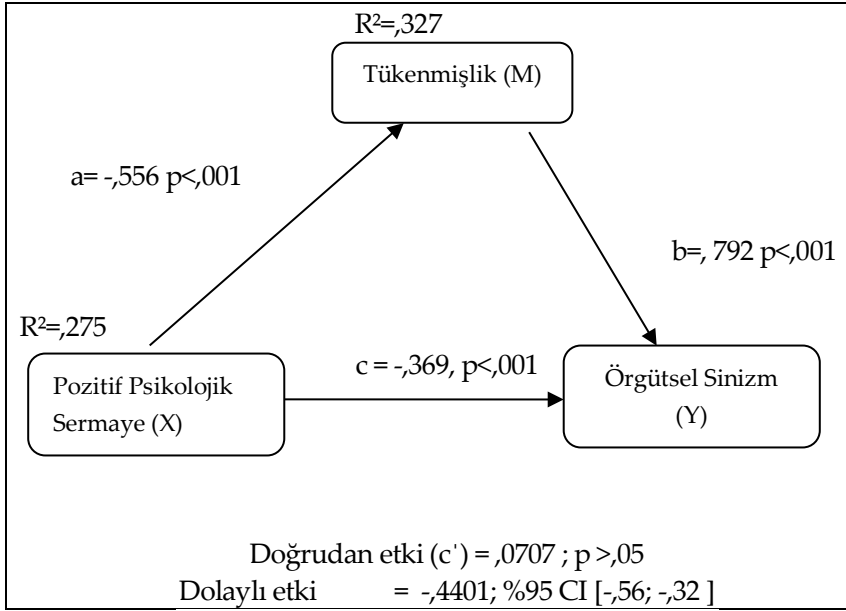 R²=,327
Tükenmişlik (M)
a= -,556 p<,001
b=, 792 p<,001
R²=,275
c = -,369, p<,001
Pozitif Psikolojik
Sermaye (X)
Örgütsel Sinizm
(Y)
Doğrudan etki (c') = ,0707 ; p >,05
Dolaylı etki = -,4401; %95 CI [-,56; -,32 ]